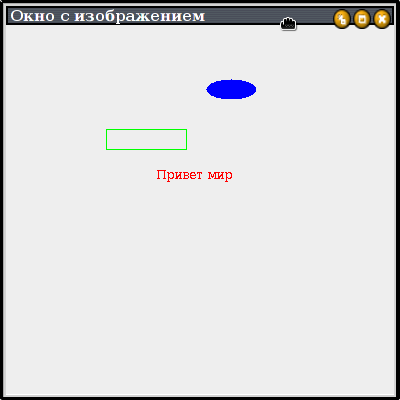 Окно с изображением
Привет мир